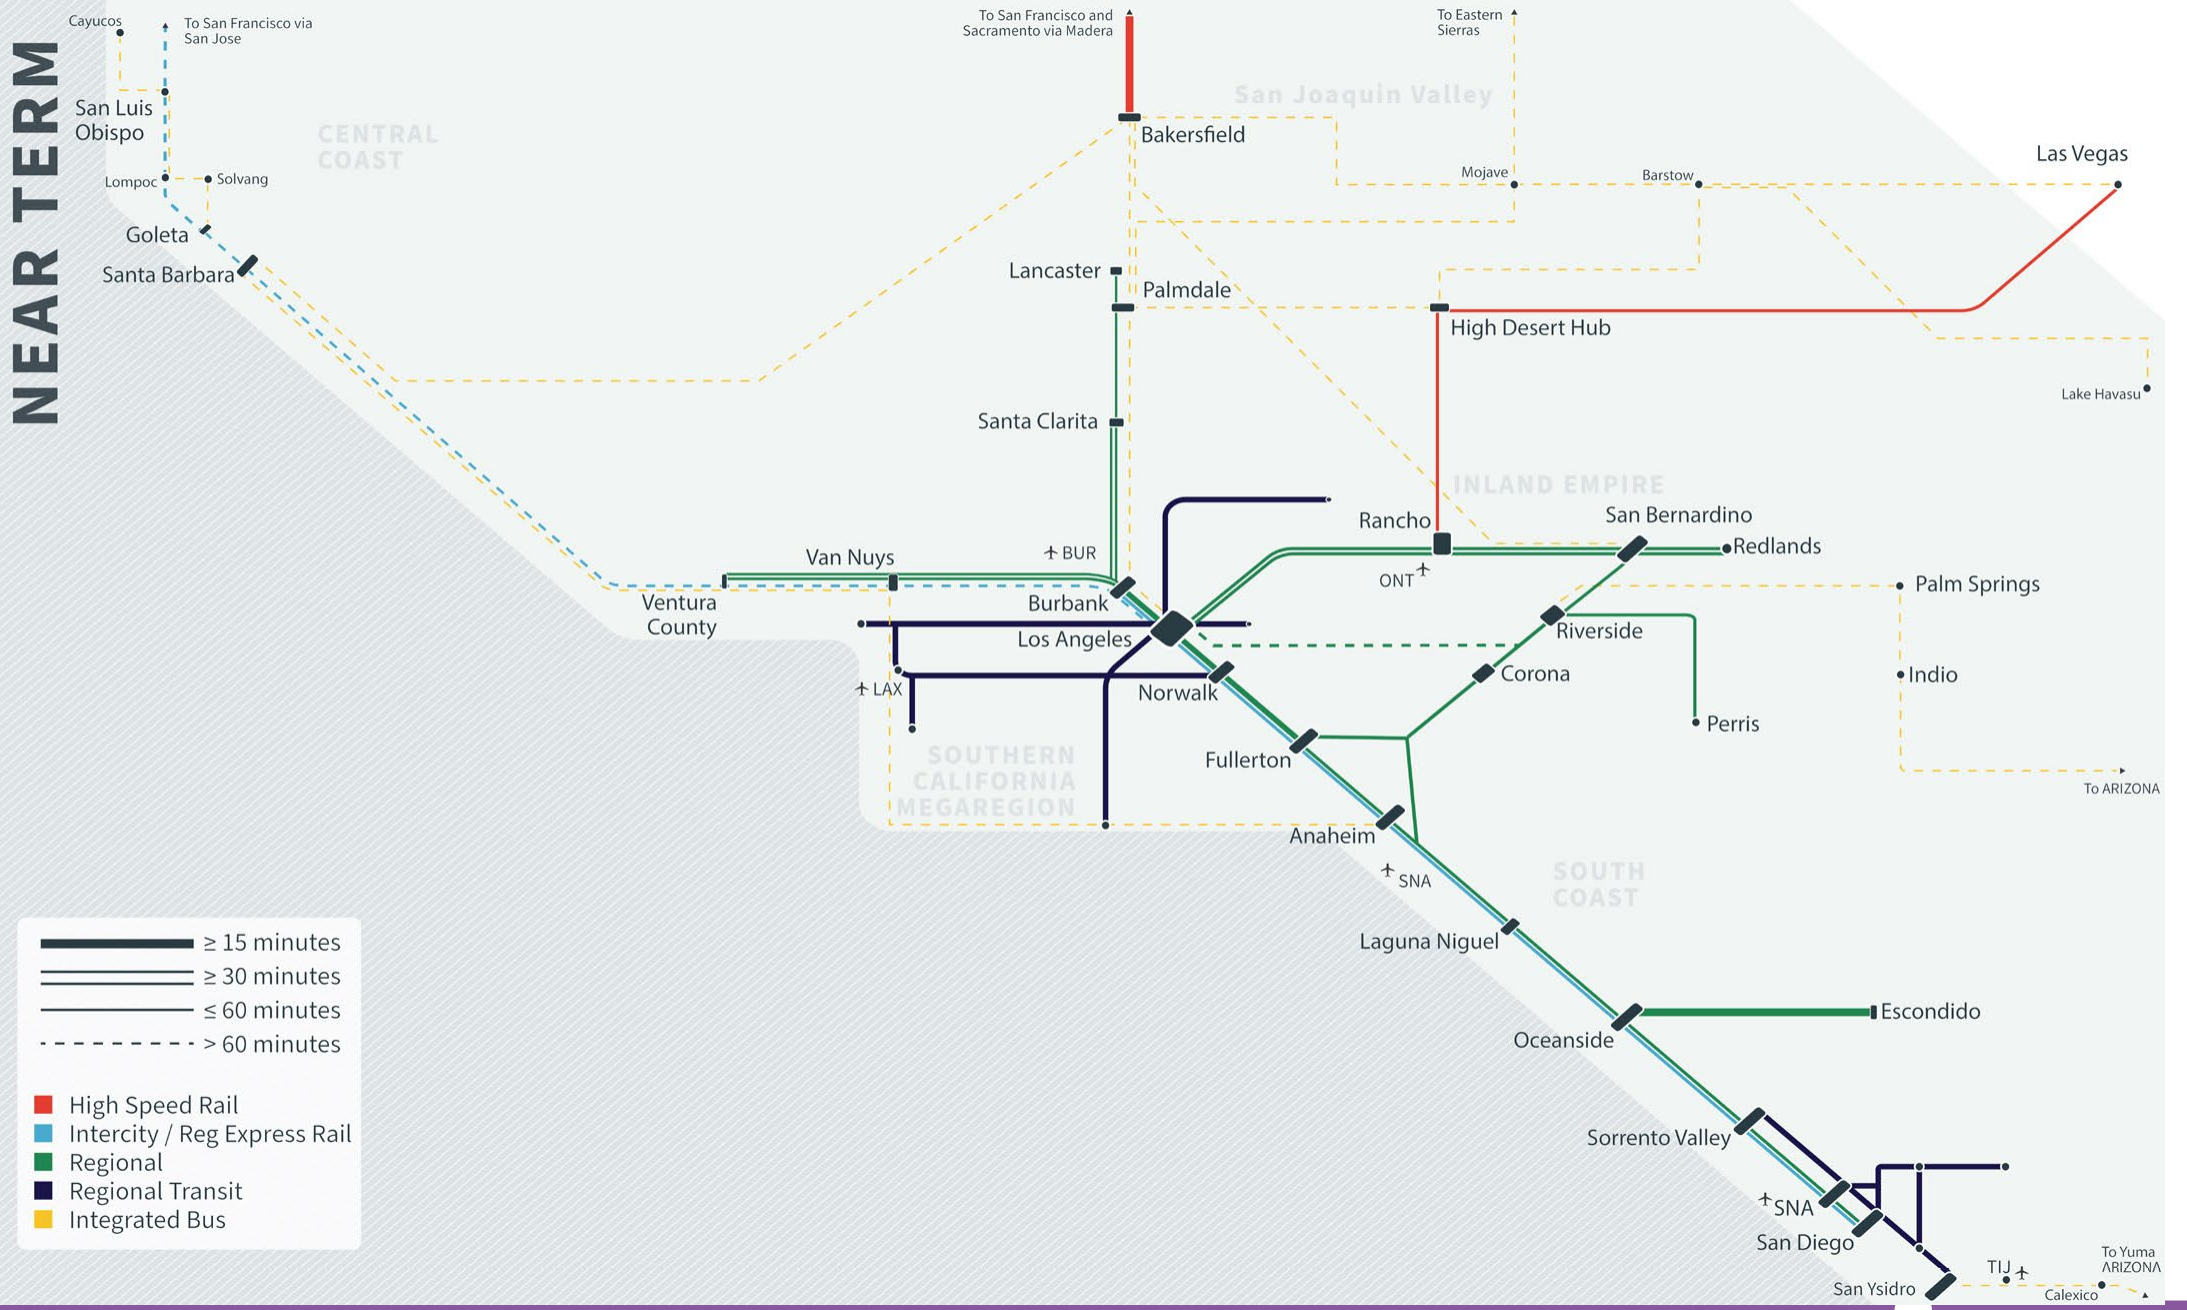 NEAR TERM
Cayucos
To San Francisco via
San Jose
To San Francisco and
Sacramento via Madera
To Eastern
Sierras
San Joaquin Valley
San Luis
Obispo
CENTRAL
COAST
Bakersfield
Las Vegas
Lompoc
Solvang
Mojave
Barstow
Goleta
Santa Barbara
Lancaster
Palmdale
High Desert Hub
Lake Havasu
Santa Clarita
INLAND EMPIRE
Rancho
San Bernardino
Van Nuys
BUR
Redlands
ONT
Ventura
County
Burbank
Palm Springs
Los Angeles
Riverside
LAX
Norwalk
Corona
Indio
Perris
SOUTHERN
CALIFORNIA
MEGAREGION
Fullerton
To ARIZONA
Anaheim
SNA
SOUTH
COAST
Laguna Niguel
Oceanside
Escondido
Sorrento Valley
SNA
San Diego
San Ysidro
TIJ
To Yuma
ARIZONA
Calexico
≥ 15 minutes
≥ 30 minutes
≤ 60 minutes
> 60 minutes
High Speed Rail
Intercity / Reg Express Rail
Regional
Regional Transit
Integrated Bus